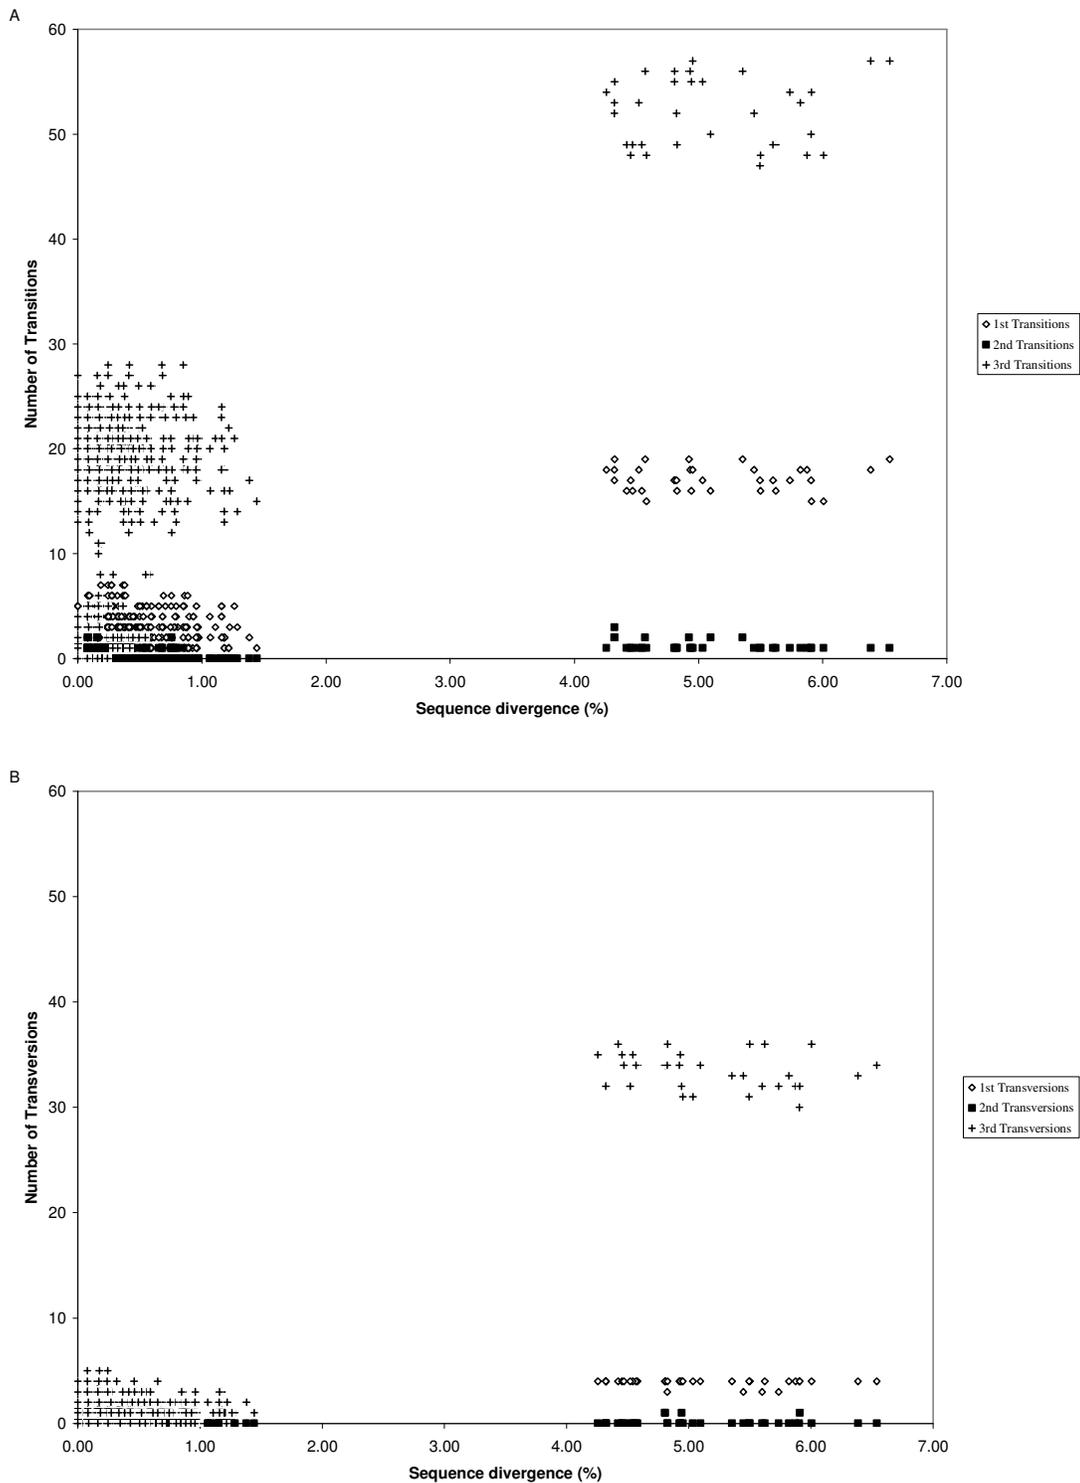 A
60
50
40
30
20
10
0
Number of Transitions
0.00 1.00 2.00 3.00 4.00 5.00 6.00 7.00
Sequence divergence (%)
1st Transitions
2nd Transitions
3rd Transitions
B
60
50
40
30
20
10
0
Number of Transversions
0.00 1.00 2.00 3.00 4.00 5.00 6.00 7.00
Sequence divergence (%)
1st Transversions
2nd Transversions
3rd Transversions